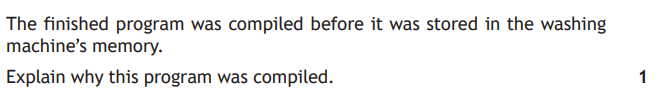 The finished program was compiled before it was stored in the washing
machine’s memory.
Explain why this program was compiled. 1